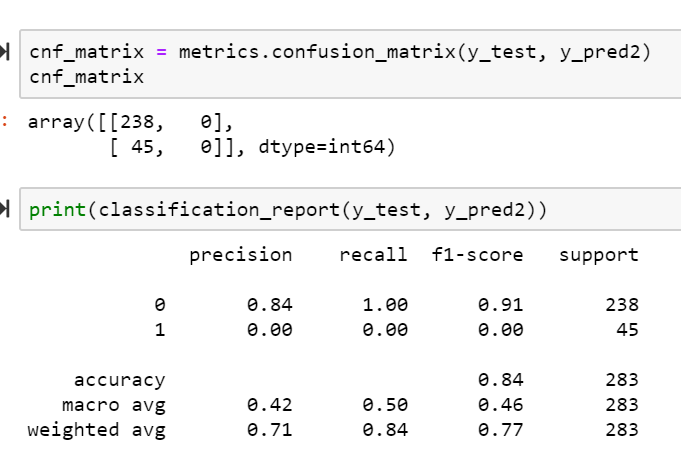 cnf_matrix = metrics.confusion_matrix(y_test, y_pred2)
cnf_matrix
: array([[238,   0],
       [ 45,   0]], dtype=int64)
print(classification_report(y_test, y_pred2))
              precision    recall  f1-score   support
           0       0.84      1.00      0.91       238
           1       0.00      0.00      0.00        45
    accuracy                           0.84       283
   macro avg       0.42      0.50      0.46       283
weighted avg       0.71      0.84      0.77       283